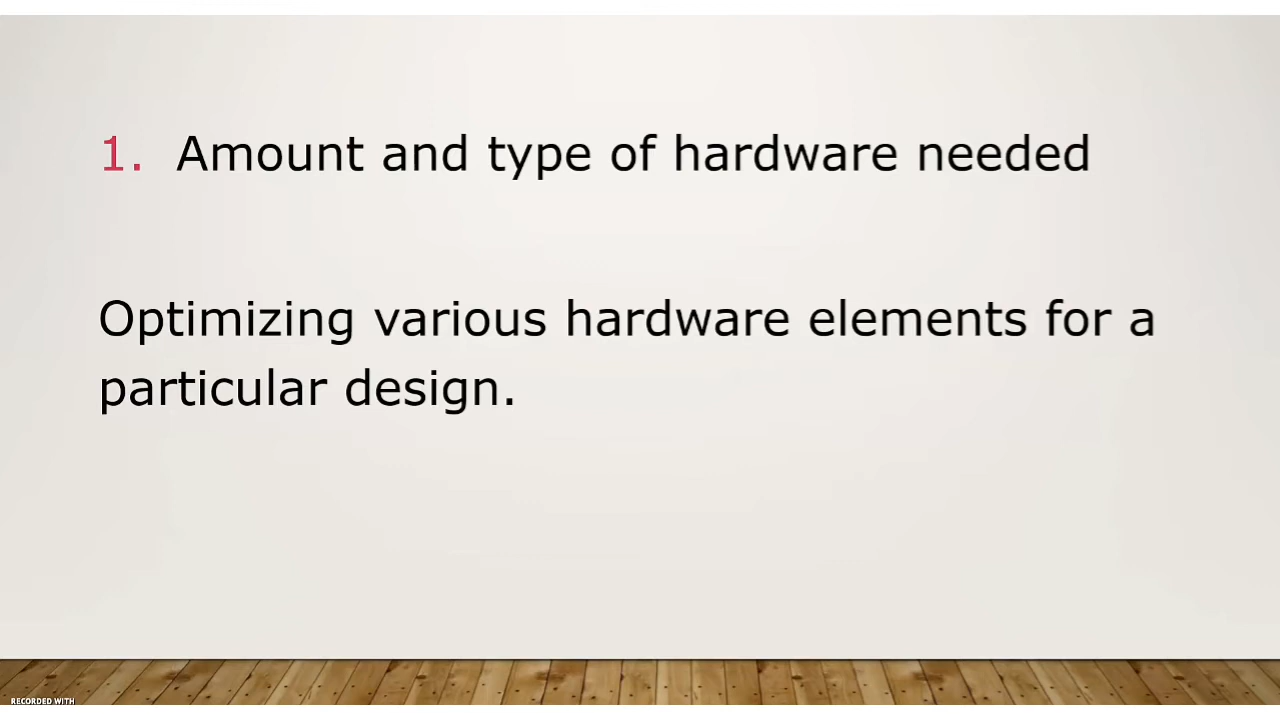 1. Amount and type of hardware needed
Optimizing various hardware elements for a
particular design.
RECORDED WITH